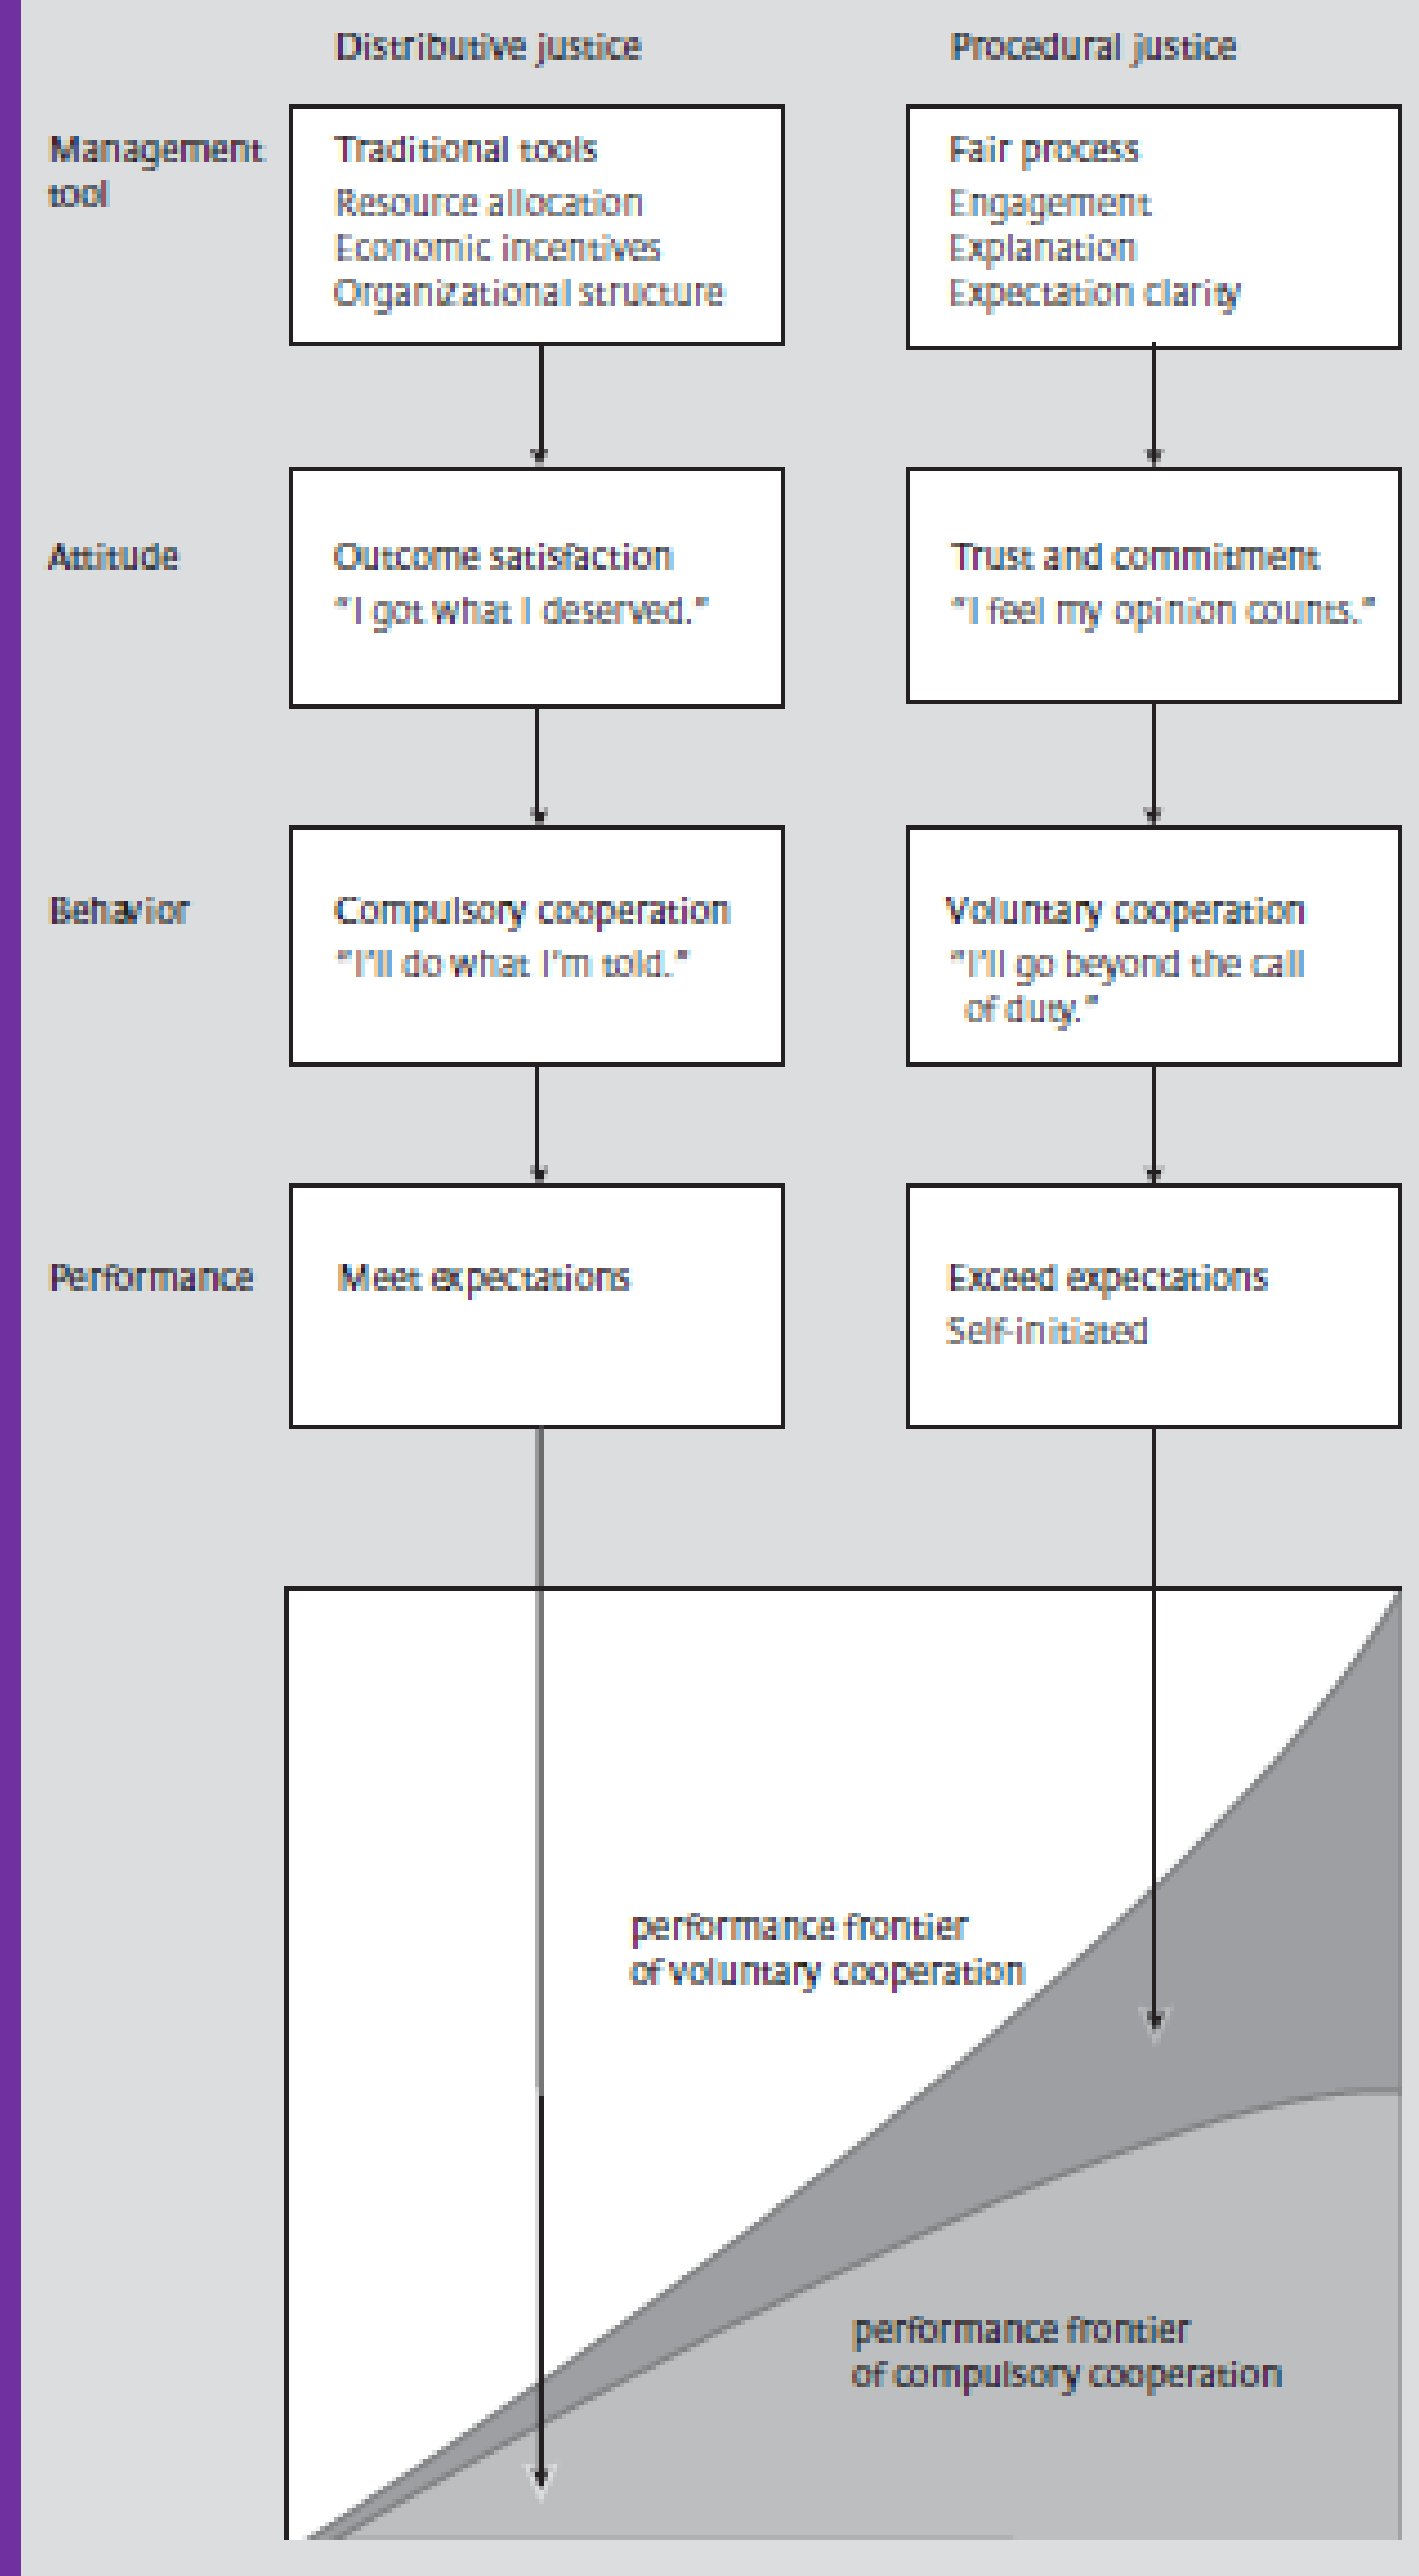 Distributive justice
Procedural justice
Management
tool
Traditional tools
Resource allocation
Economic incentives
Organizational structure
Fair process
Engagement
Explanation
Expectation clarity
Attitude
Outcome satisfaction
"I got what I deserved."
Trust and commitment
"I feel my opinion counts."
Behavior
Compulsory cooperation
"I'll do what I'm told."
Voluntary cooperation
"I'll go beyond the call
of duty."
Performance
Meet expectations
Exceed expectations
Self-initiated
performance frontier
of voluntary cooperation
performance frontier
of compulsory cooperation